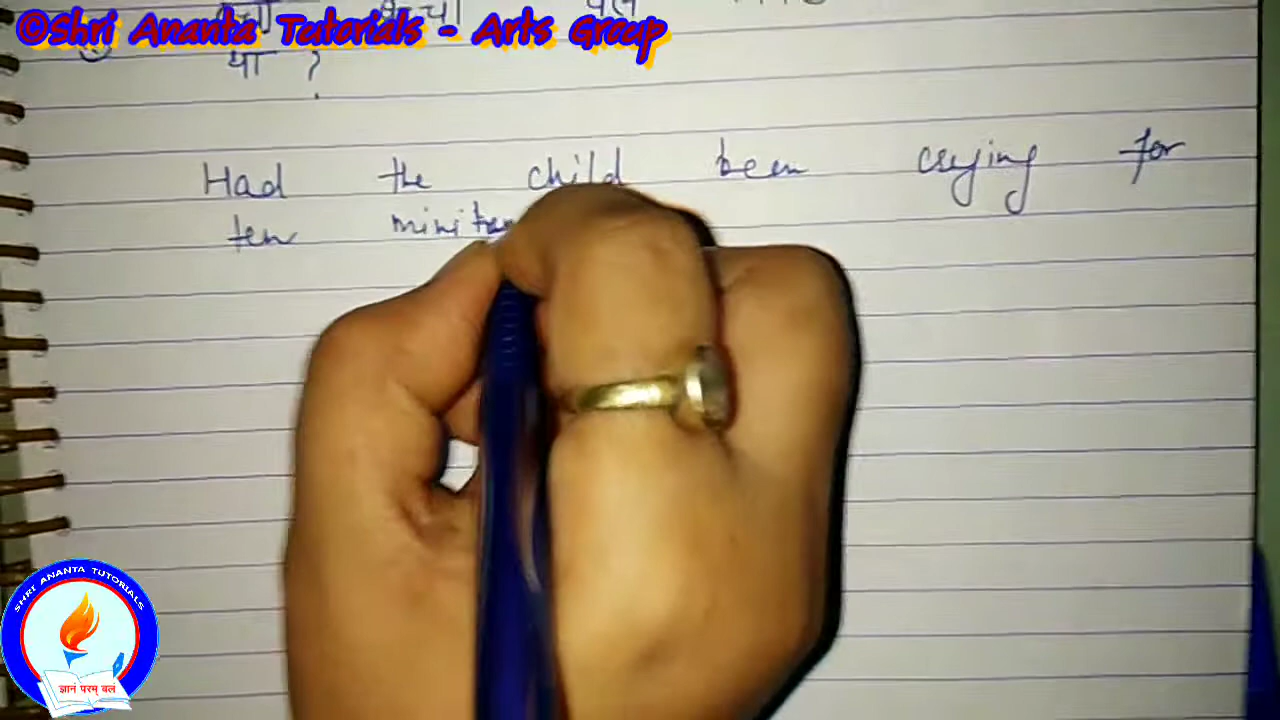 ©Shri Ananta Tutorials - Arts Group
था ?
Had the child been crying for
ten
SHRI ANANTA TUTORIALS
ज्ञानं परमं बलं